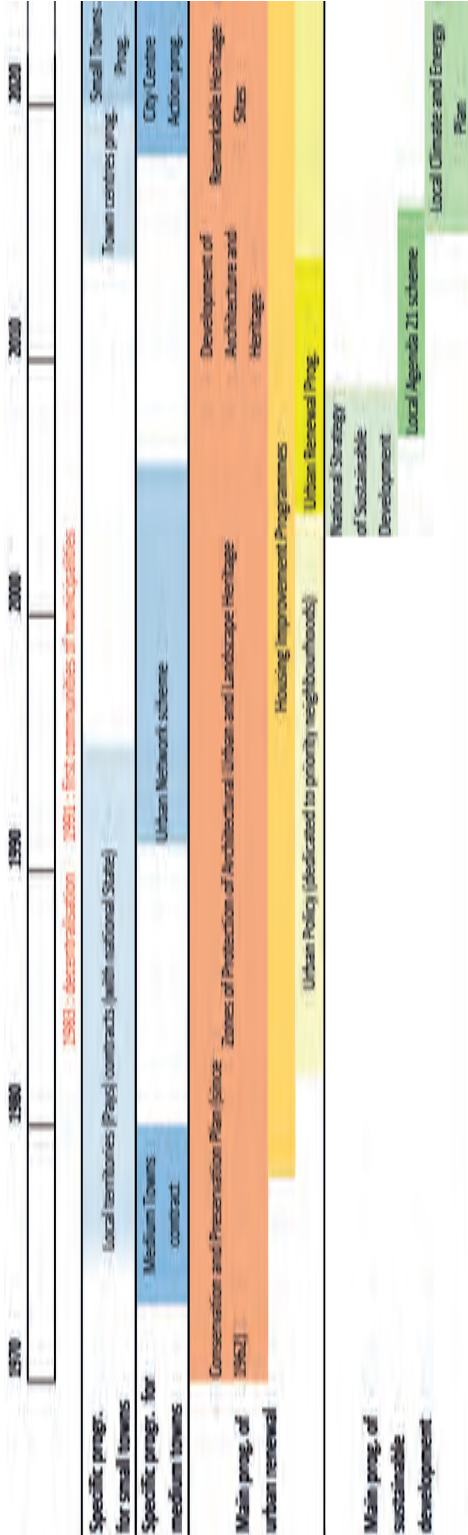 1970
1980
1990
2000
2010
2020
1983 : decentralisation
1991 : first communities of municipalities
Specific progr.
for small towns
Local territories (Pays) contracts (with national State)
Town centres prog.
Small Towns
Prog.
Specific progr. for
medium towns
Medium Towns
contract
Urban Network scheme
City Centre
Action prog.
Main prog. of
urban renewal
Conservation and Preservation Plan (since
1962)
Zones of Protection of Architectural Urban and Landscape Heritage
Development of
Architecture and
Heritage
Remarkable Heritage
Sites
Housing Improvement Programmes
Urban Policy (dedicated to priority neighbourhoods)
Urban Renewal Prog.
Main prog. of
sustainable
development
National Strategy
of Sustainable
Development
Local Agenda 21 scheme
Local Climate and Energy
Plan